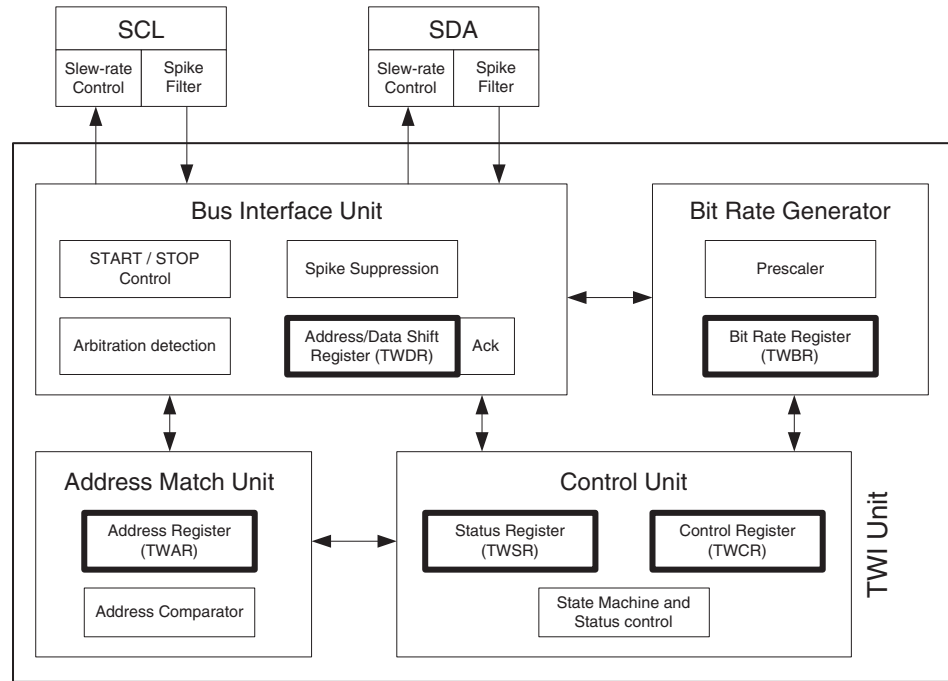 SCL
Slew-rate
Control
Spike
Filter
SDA
Slew-rate
Control
Spike
Filter
Bus Interface Unit
START / STOP
Control
Spike Suppression
Arbitration detection
Address/Data Shift
Register (TWDR)
Ack
Bit Rate Generator
Prescaler
Bit Rate Register
(TWBR)
Address Match Unit
Address Register
(TWAR)
Address Comparator
Control Unit
Status Register
(TWSR)
Control Register
(TWCR)
State Machine and
Status control
TWI Unit